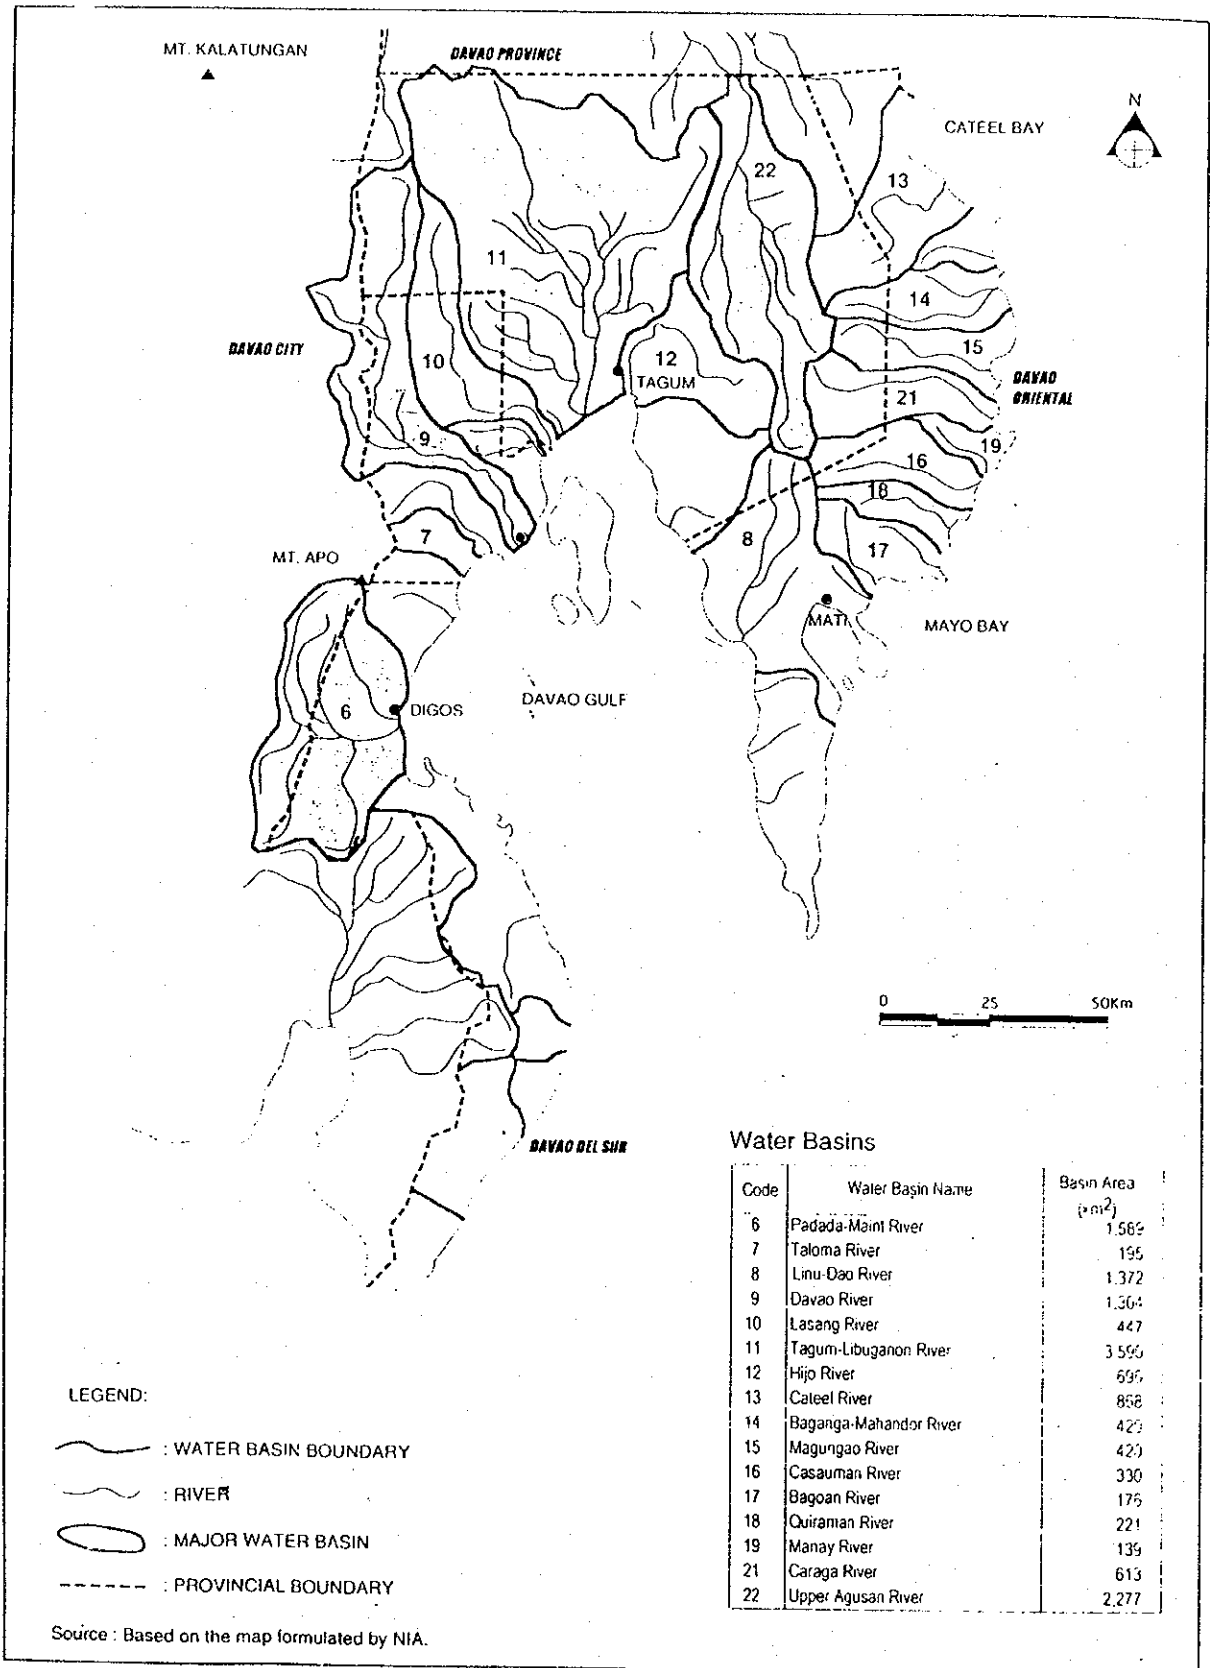 MT. KALATUNGAN
DAVAO PROVINCE
N
CATEEL BAY
22
13
11
14
DAVAO CITY
15
10
12
TAGUM
DAVAO
ORIENTAL
21
9
19
16
18
7
8
17
MT. APO
MATI
MAYO BAY
6
DIGOS
DAVAO GULF
0 25 50Km
DAVAO DEL SUR
Water Basins
Code Water Basin Name Basin Area
(km2)
6 Padada-Maint River
7 Taloma River 195
8 Linu-Dao River 1.372
9 Davao River
10 Lasang River 447
11 Tagum-Libuganon River
12 Hijo River
13 Cateel River
14 Baganga-Mahandor River
15 Magungao River
16 Casauman River 330
17 Bagoan River
18 Quiraman River 221
19 Manay River 139
21 Caraga River 613
22 Upper Agusan River 2,277
LEGEND:
: WATER BASIN BOUNDARY
: RIVER
: MAJOR WATER BASIN
: PROVINCIAL BOUNDARY
Source : Based on the map formulated by NIA.